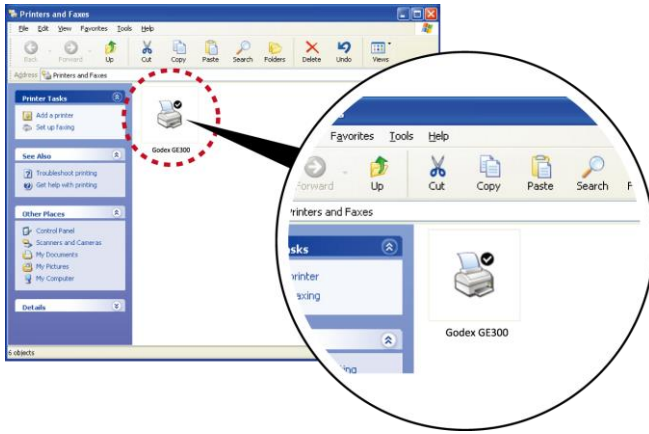 Printers and Faxes
File Edit View Favorites Tools Help
Back Forward Up Cut Copy Paste Search Folders Delete Undo Views
Address Printers and Faxes
Printer Tasks
Add a printer
Set up faxing
See Also
Troubleshoot printing
Get help with printing
Other Places
Control Panel
Scanners and Cameras
My Documents
My Pictures
My Computer
Details
6 objects
Godex GE300
Favorites Tools Help
Forward Up Cut Copy Paste Search F
Printers and Faxes
sks
printer
axing
ting
Godex GE300